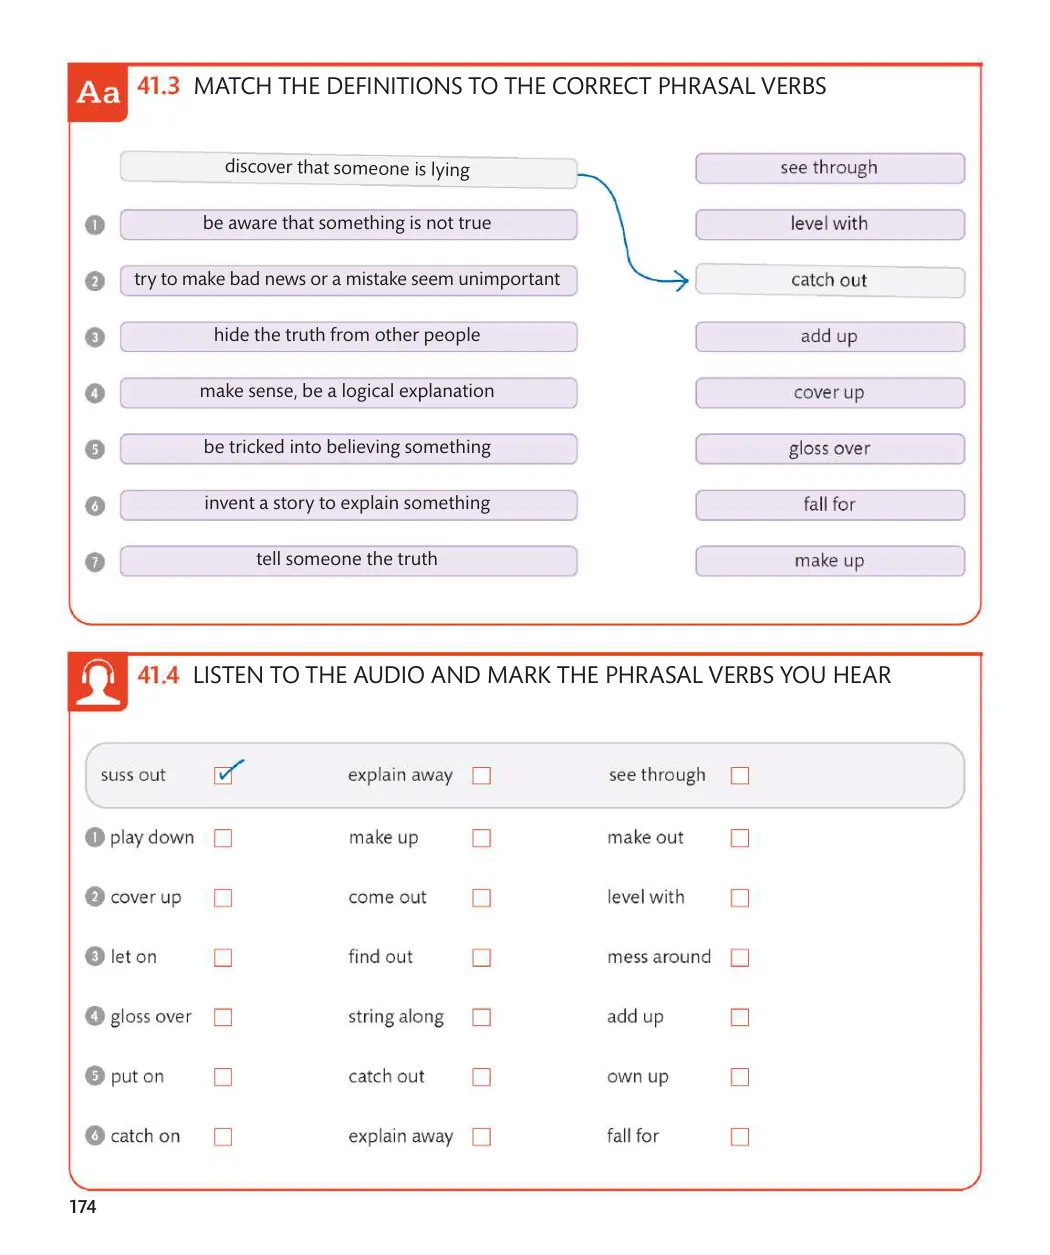 Aa 41.3 MATCH THE DEFINITIONS TO THE CORRECT PHRASAL VERBS
discover that someone is lying see through
1 be aware that something is not true level with
2 try to make bad news or a mistake seem unimportant catch out
3 hide the truth from other people add up
4 make sense, be a logical explanation cover up
5 be tricked into believing something gloss over
6 invent a story to explain something fall for
7 tell someone the truth make up
41.4 LISTEN TO THE AUDIO AND MARK THE PHRASAL VERBS YOU HEAR
suss out explain away see through
1 play down make up make out
2 cover up come out level with
3 let on find out mess around
4 gloss over string along add up
5 put on catch out own up
6 catch on explain away fall for
174